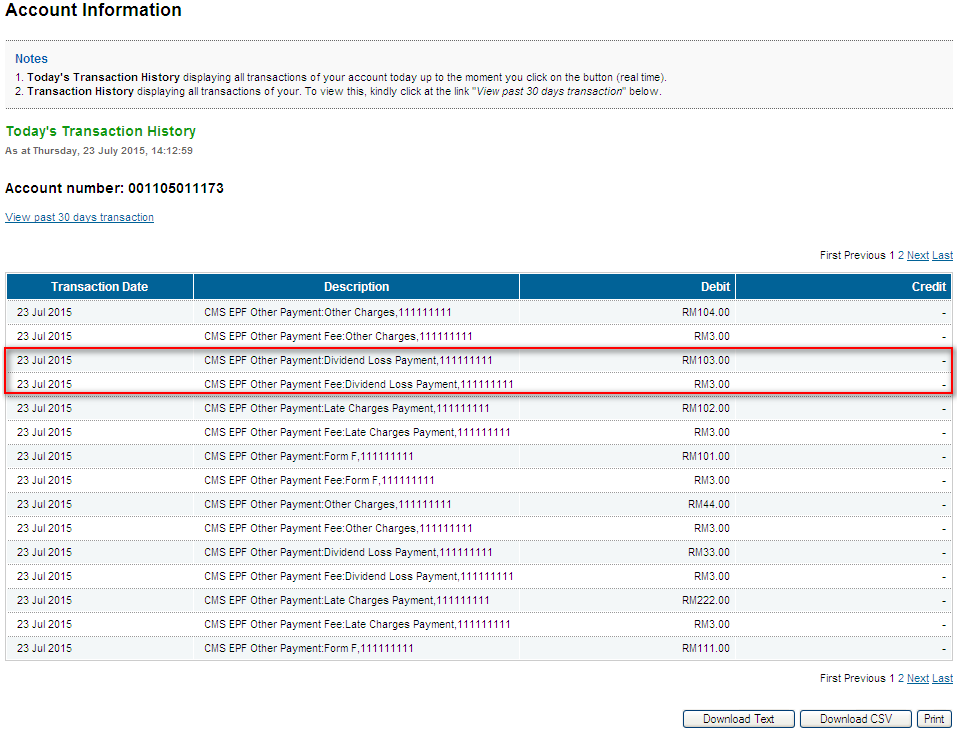 Account Information
Notes
1. Today's Transaction History displaying all transactions of your account today up to the moment you click on the button (real time).
2. Transaction History displaying all transactions of your. To view this, kindly click at the link "View past 30 days transaction" below.
Today's Transaction History
As at Thursday, 23 July 2015, 14:12:59
Account number: 001105011173
View past 30 days transaction
First Previous 1 2 Next Last
Transaction Date Description Debit Credit
23 Jul 2015 CMS EPF Other Payment:Other Charges,111111111 RM104.00 -
23 Jul 2015 CMS EPF Other Payment Fee:Other Charges,111111111 RM3.00 -
23 Jul 2015 CMS EPF Other Payment:Dividend Loss Payment,111111111 RM103.00 -
23 Jul 2015 CMS EPF Other Payment Fee:Dividend Loss Payment,111111111 RM3.00 -
23 Jul 2015 CMS EPF Other Payment:Late Charges Payment,111111111 RM102.00 -
23 Jul 2015 CMS EPF Other Payment Fee:Late Charges Payment,111111111 RM3.00 -
23 Jul 2015 CMS EPF Other Payment:Form F,111111111 RM101.00 -
23 Jul 2015 CMS EPF Other Payment Fee:Form F,111111111 RM3.00 -
23 Jul 2015 CMS EPF Other Payment:Other Charges,111111111 RM44.00 -
23 Jul 2015 CMS EPF Other Payment Fee:Other Charges,111111111 RM3.00 -
23 Jul 2015 CMS EPF Other Payment:Dividend Loss Payment,111111111 RM33.00 -
23 Jul 2015 CMS EPF Other Payment Fee:Dividend Loss Payment,111111111 RM3.00 -
23 Jul 2015 CMS EPF Other Payment:Late Charges Payment,111111111 RM222.00 -
23 Jul 2015 CMS EPF Other Payment Fee:Late Charges Payment,111111111 RM3.00 -
23 Jul 2015 CMS EPF Other Payment:Form F,111111111 RM111.00 -
First Previous 1 2 Next Last
Download Text Download CSV Print